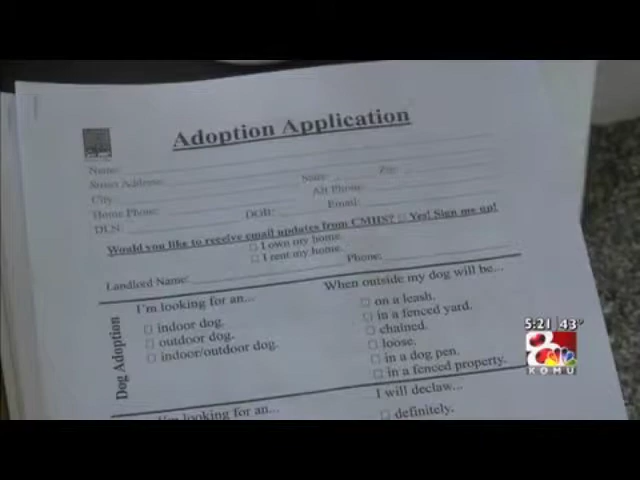 Adoption Application
Name:
Street Address:
City: State: Zip:
Home Phone: Alt Phone:
DLN: DOB: Email:
Would you like to receive email updates from CMHS? □ Yes! Sign me up!
□ I own my home.
□ I rent my home.
Landlord Name: Phone:
Dog Adoption
I'm looking for an...
□ indoor dog.
□ outdoor dog.
□ indoor/outdoor dog.
When outside my dog will be...
□ on a leash.
□ in a fenced yard.
□ chained.
□ loose.
□ in a dog pen.
□ in a fenced property.
I'm looking for an...
I will declaw...
□ definitely.
5:21 43°
8
KOMU